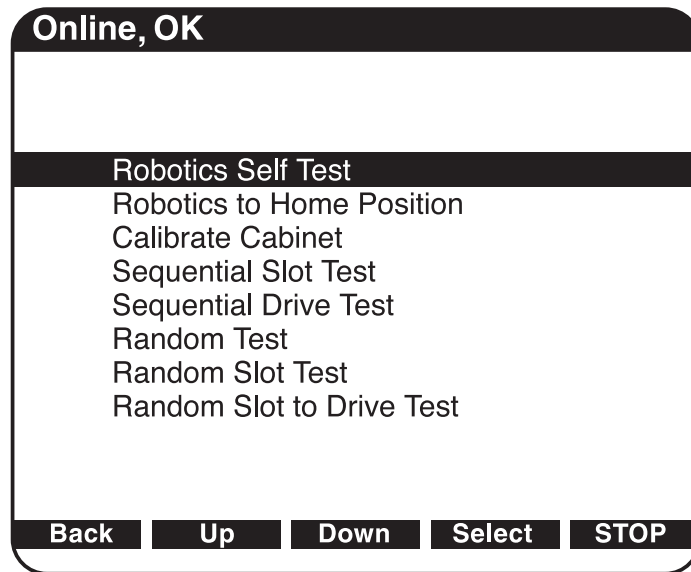 Online, OK
Robotics Self Test
Robotics to Home Position
Calibrate Cabinet
Sequential Slot Test
Sequential Drive Test
Random Test
Random Slot Test
Random Slot to Drive Test
Back Up Down Select STOP